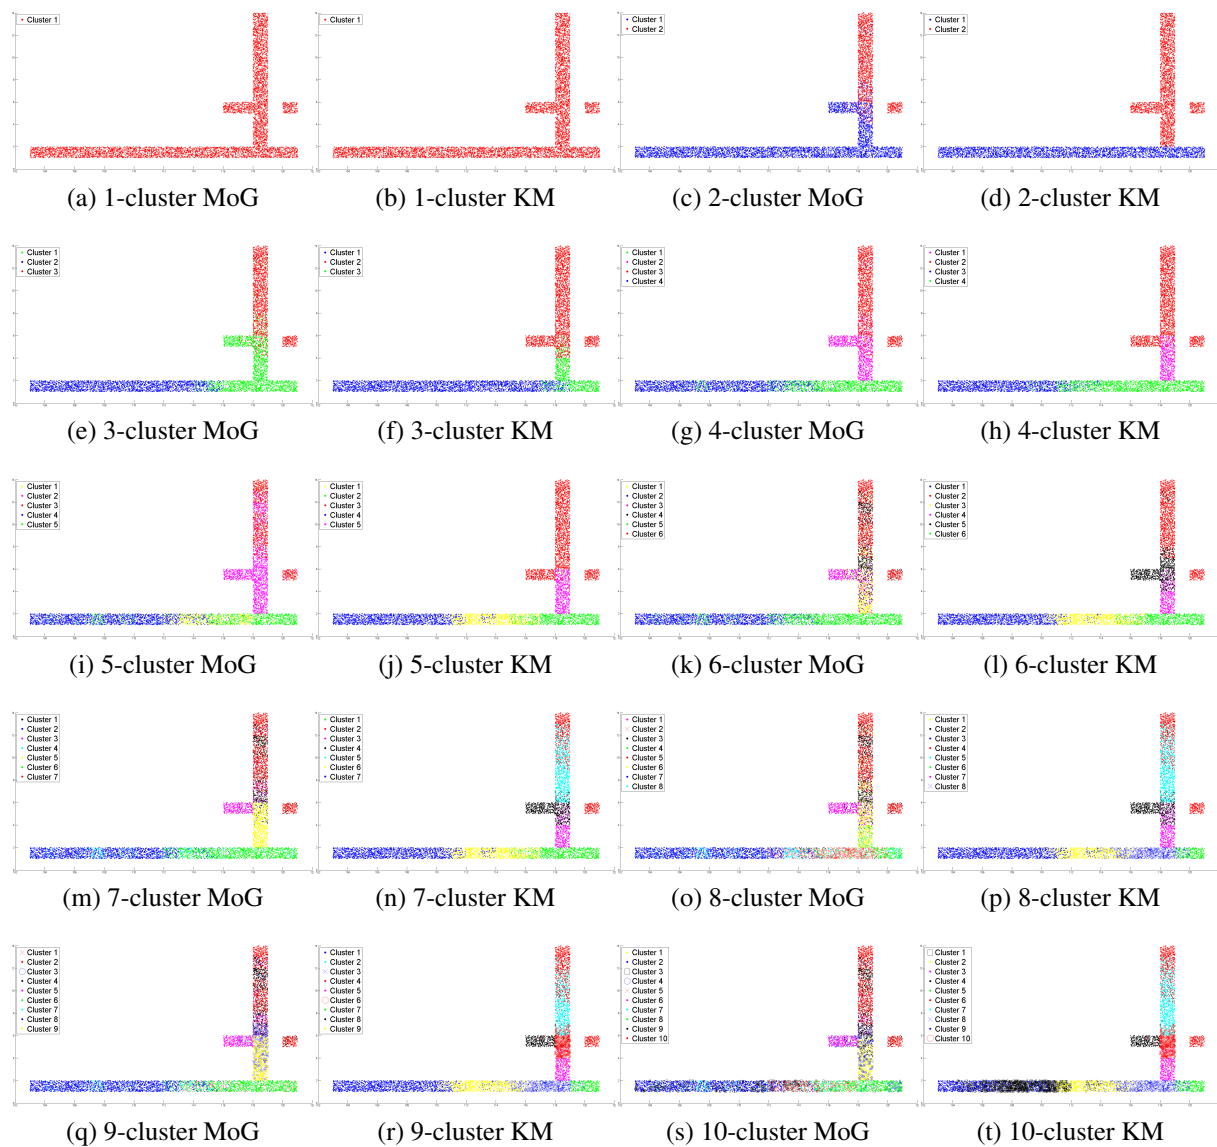 Cluster 1
(a) 1-cluster MoG
Cluster 1
(b) 1-cluster KM
Cluster 1
Cluster 2
(c) 2-cluster MoG
Cluster 1
Cluster 2
(d) 2-cluster KM
Cluster 1
Cluster 2
Cluster 3
(e) 3-cluster MoG
Cluster 1
Cluster 2
Cluster 3
(f) 3-cluster KM
Cluster 1
Cluster 2
Cluster 3
Cluster 4
(g) 4-cluster MoG
Cluster 1
Cluster 2
Cluster 3
Cluster 4
(h) 4-cluster KM
Cluster 1
Cluster 2
Cluster 3
Cluster 4
Cluster 5
(i) 5-cluster MoG
Cluster 1
Cluster 2
Cluster 3
Cluster 4
Cluster 5
(j) 5-cluster KM
Cluster 1
Cluster 2
Cluster 3
Cluster 4
Cluster 5
Cluster 6
(k) 6-cluster MoG
Cluster 1
Cluster 2
Cluster 3
Cluster 4
Cluster 5
Cluster 6
(l) 6-cluster KM
Cluster 1
Cluster 2
Cluster 3
Cluster 4
Cluster 5
Cluster 6
Cluster 7
(m) 7-cluster MoG
Cluster 1
Cluster 2
Cluster 3
Cluster 4
Cluster 5
Cluster 6
Cluster 7
(n) 7-cluster KM
Cluster 1
Cluster 2
Cluster 3
Cluster 4
Cluster 5
Cluster 6
Cluster 7
Cluster 8
(o) 8-cluster MoG
Cluster 1
Cluster 2
Cluster 3
Cluster 4
Cluster 5
Cluster 6
Cluster 7
Cluster 8
(p) 8-cluster KM
Cluster 1
Cluster 2
Cluster 3
Cluster 4
Cluster 5
Cluster 6
Cluster 7
Cluster 8
Cluster 9
(q) 9-cluster MoG
Cluster 1
Cluster 2
Cluster 3
Cluster 4
Cluster 5
Cluster 6
Cluster 7
Cluster 8
Cluster 9
(r) 9-cluster KM
Cluster 1
Cluster 2
Cluster 3
Cluster 4
Cluster 5
Cluster 6
Cluster 7
Cluster 8
Cluster 9
Cluster 10
(s) 10-cluster MoG
Cluster 1
Cluster 2
Cluster 3
Cluster 4
Cluster 5
Cluster 6
Cluster 7
Cluster 8
Cluster 9
Cluster 10
(t) 10-cluster KM